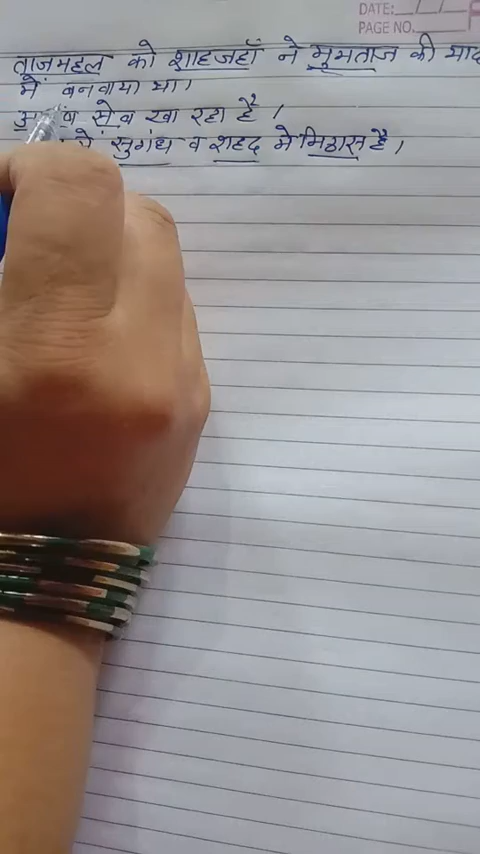 DATE: / /
PAGE NO.
ताजमहल को शाहजहाँ ने मुमताज की याद
में बनवाया था।
सेव खा रहा है।
में सुगंध व शहद में मिठास है।